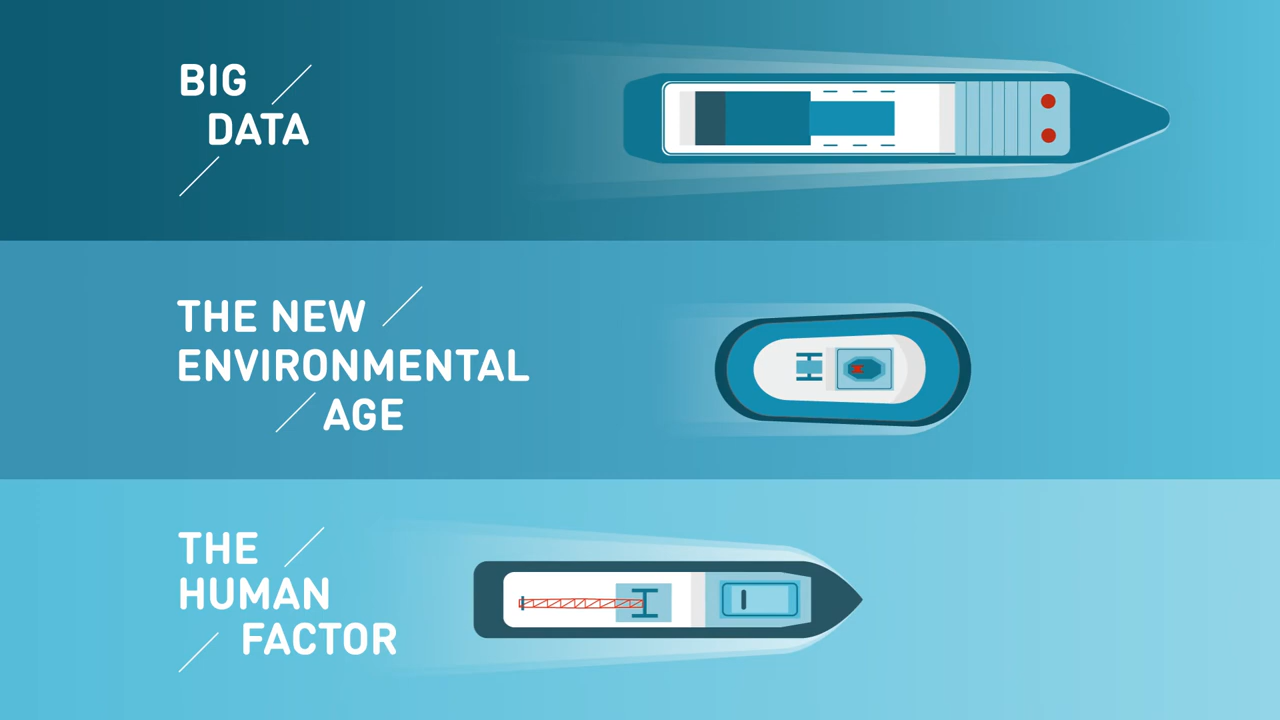 BIG
DATA
THE NEW
ENVIRONMENTAL
AGE
THE
HUMAN
FACTOR